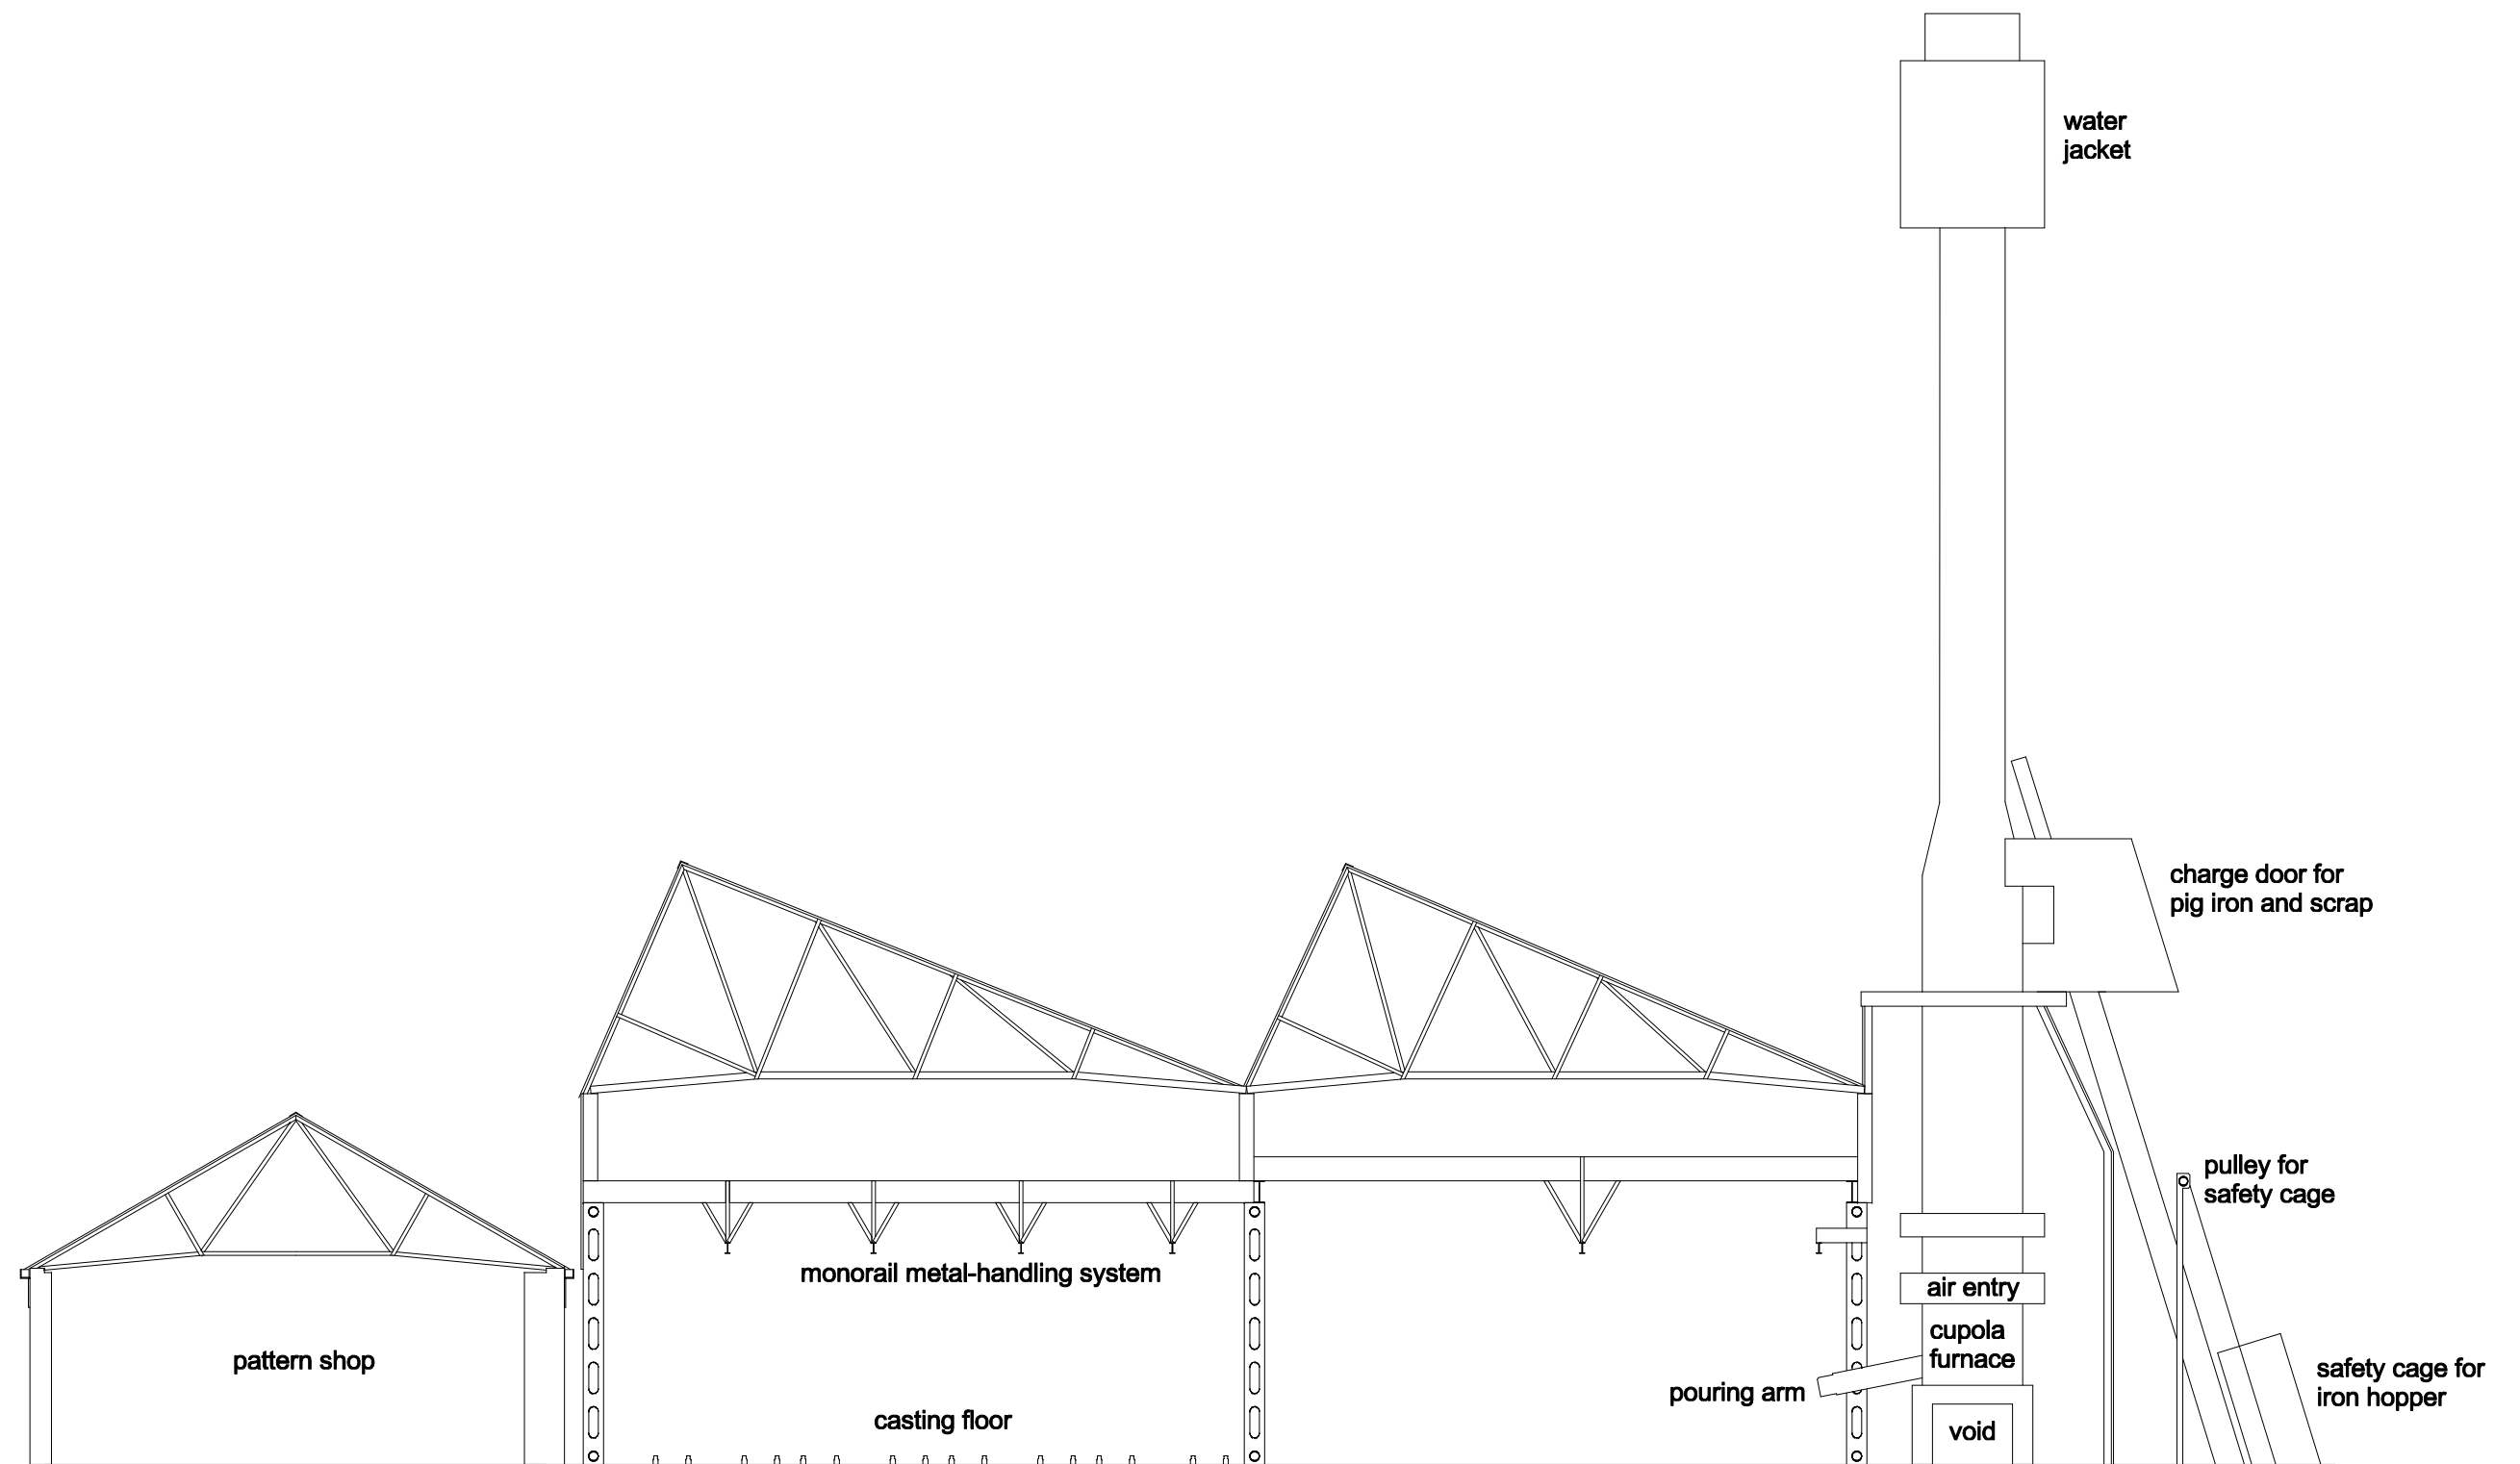 water
jacket
charge door for
pig iron and scrap
pulley for
safety cage
monorail metal-handling system
air entry
cupola
furnace
pattern shop
pouring arm
safety cage for
iron hopper
casting floor
void